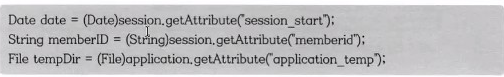 Date date = (Date)session.getAttribute("session_start");
String memberID = (String)session.getAttribute("memberid");
File tempDir = (File)application.getAttribute("application_temp");